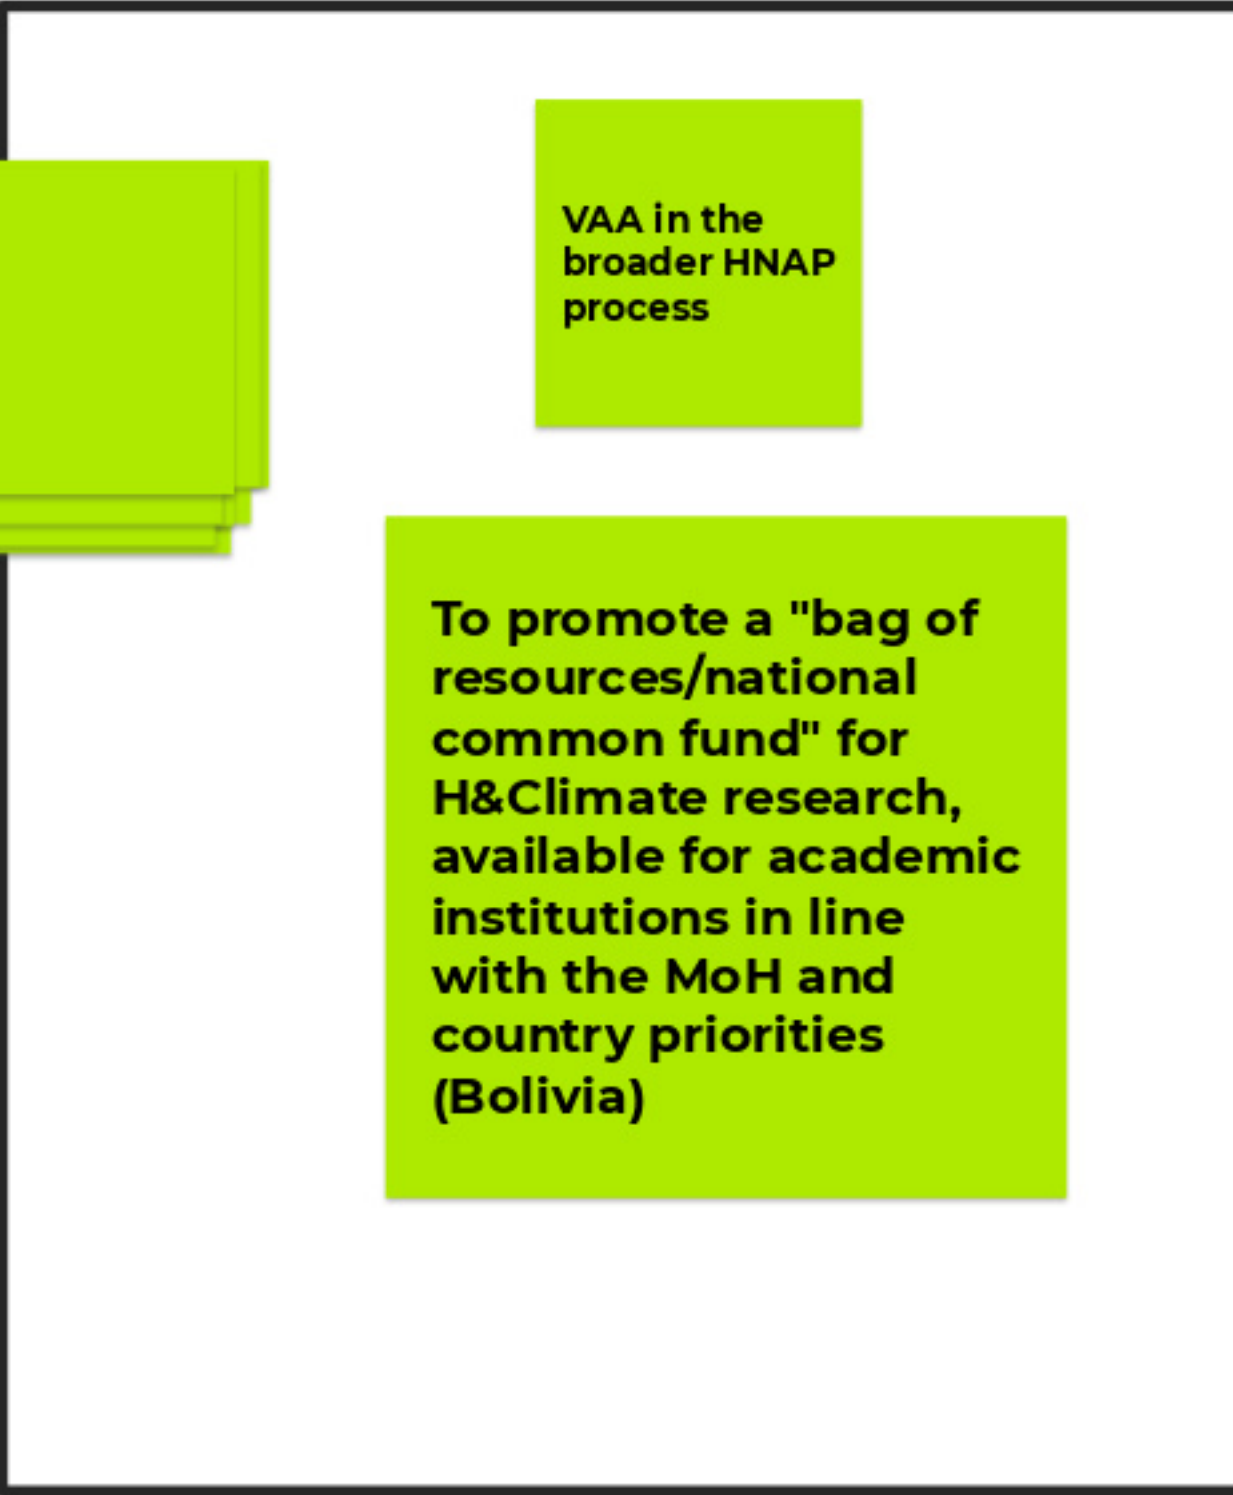 VAA in the
broader HNAP
process
To promote a "bag of
resources/national
common fund" for
H&Climate research,
available for academic
institutions in line
with the MoH and
country priorities
(Bolivia)